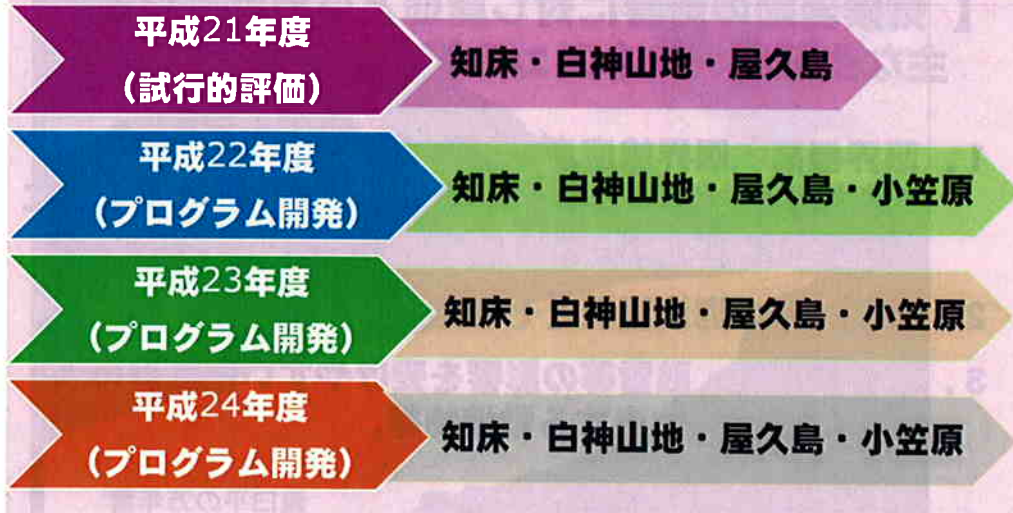 平成21年度
(試行的評価)
知床・白神山地・屋久島
平成22年度
(プログラム開発)
知床・白神山地・屋久島・小笠原
平成23年度
(プログラム開発)
知床・白神山地・屋久島・小笠原
平成24年度
(プログラム開発)
知床・白神山地・屋久島・小笠原